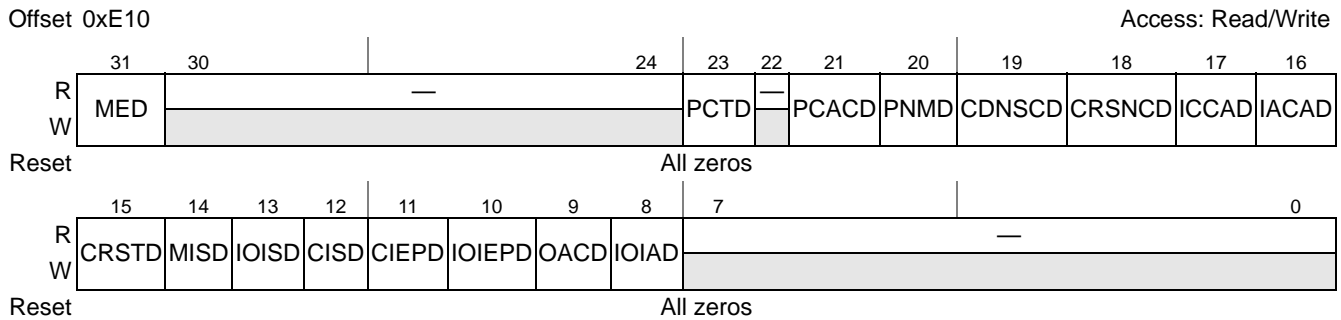 Offset 0xE10 Access: Read/Write
31 30 24 23 22 21 20 19 18 17 16
R MED — PCTD — PCACD PNMD CDNSCD CRSNCD ICCAD IACAD
W
Reset All zeros
15 14 13 12 11 10 9 8 7 0
R CRSTD MISD IOISD CISD CIEPD IOIEPD OACD IOIAD —
W
Reset All zeros